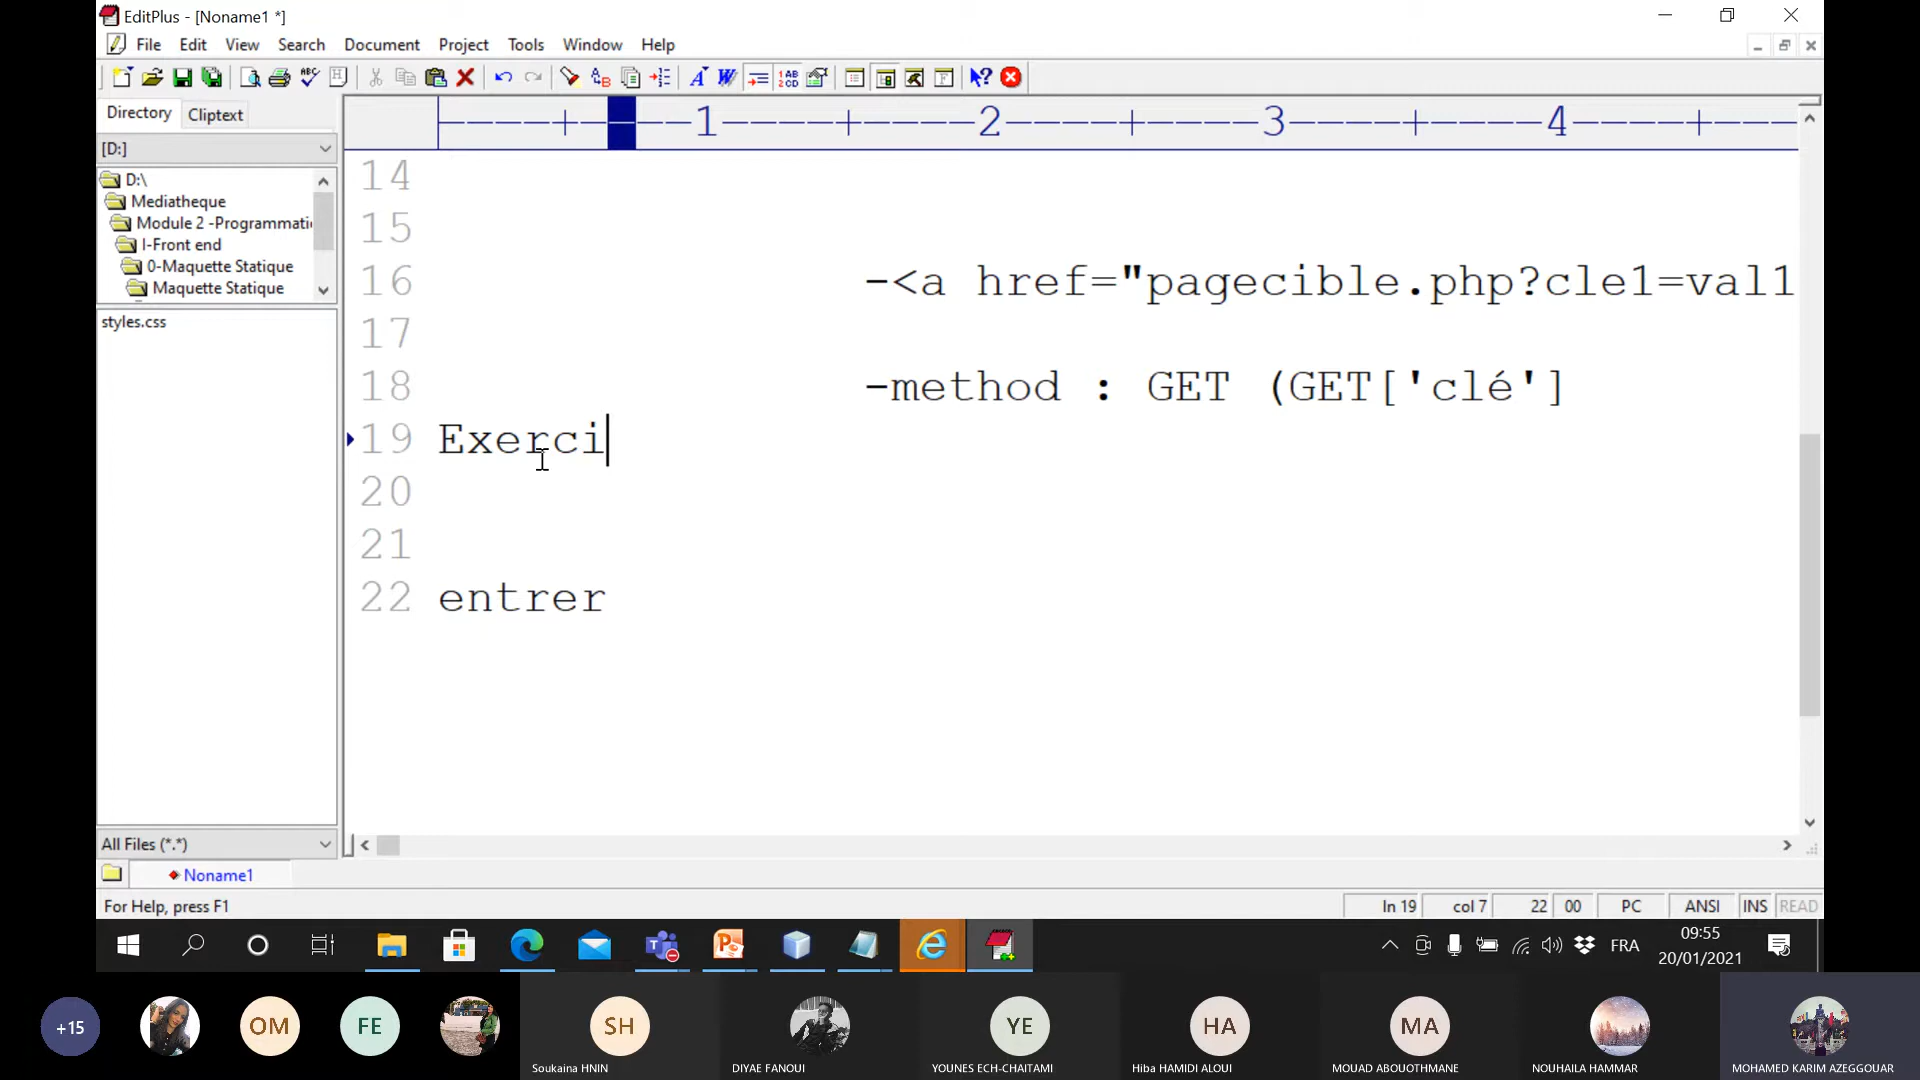 EditPlus - [Noname1 *]
File Edit View Search Document Project Tools Window Help
Directory Cliptext
[D:]
D:\
Mediatheque
Module 2 -Programmati
I-Front end
0-Maquette Statique
Maquette Statique
styles.css
All Files (*.*)
----+----1----+----2----+----3----+----4----+---
14
15
16 -<a href="pagecible.php?cle1=val1
17
18 -method : GET (GET['clé']
19 Exerci
20
21
22 entrer
Noname1
For Help, press F1
ln 19 col 7 22 00 PC ANSI INS READ
FRA
09:55
20/01/2021
+15
OM
FE
SH
YE
HA
MA
Soukaina HNIN
DIYAE FANOUI
YOUNES ECH-CHAITAMI
Hiba HAMIDI ALOUI
MOUAD ABOUOTHMANE
NOUHAILA HAMMAR
MOHAMED KARIM AZEGGOUAR